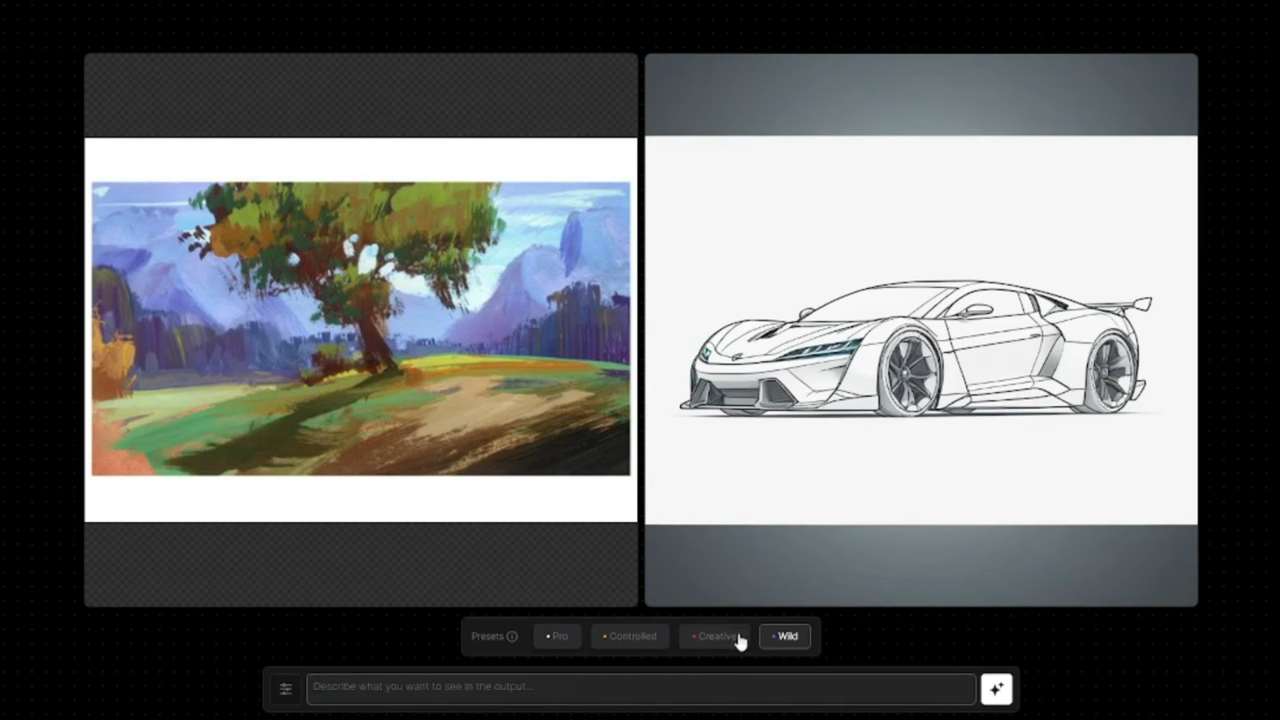 Presets
Pro
Controlled
Creative
Wild
Describe what you want to see in the output...